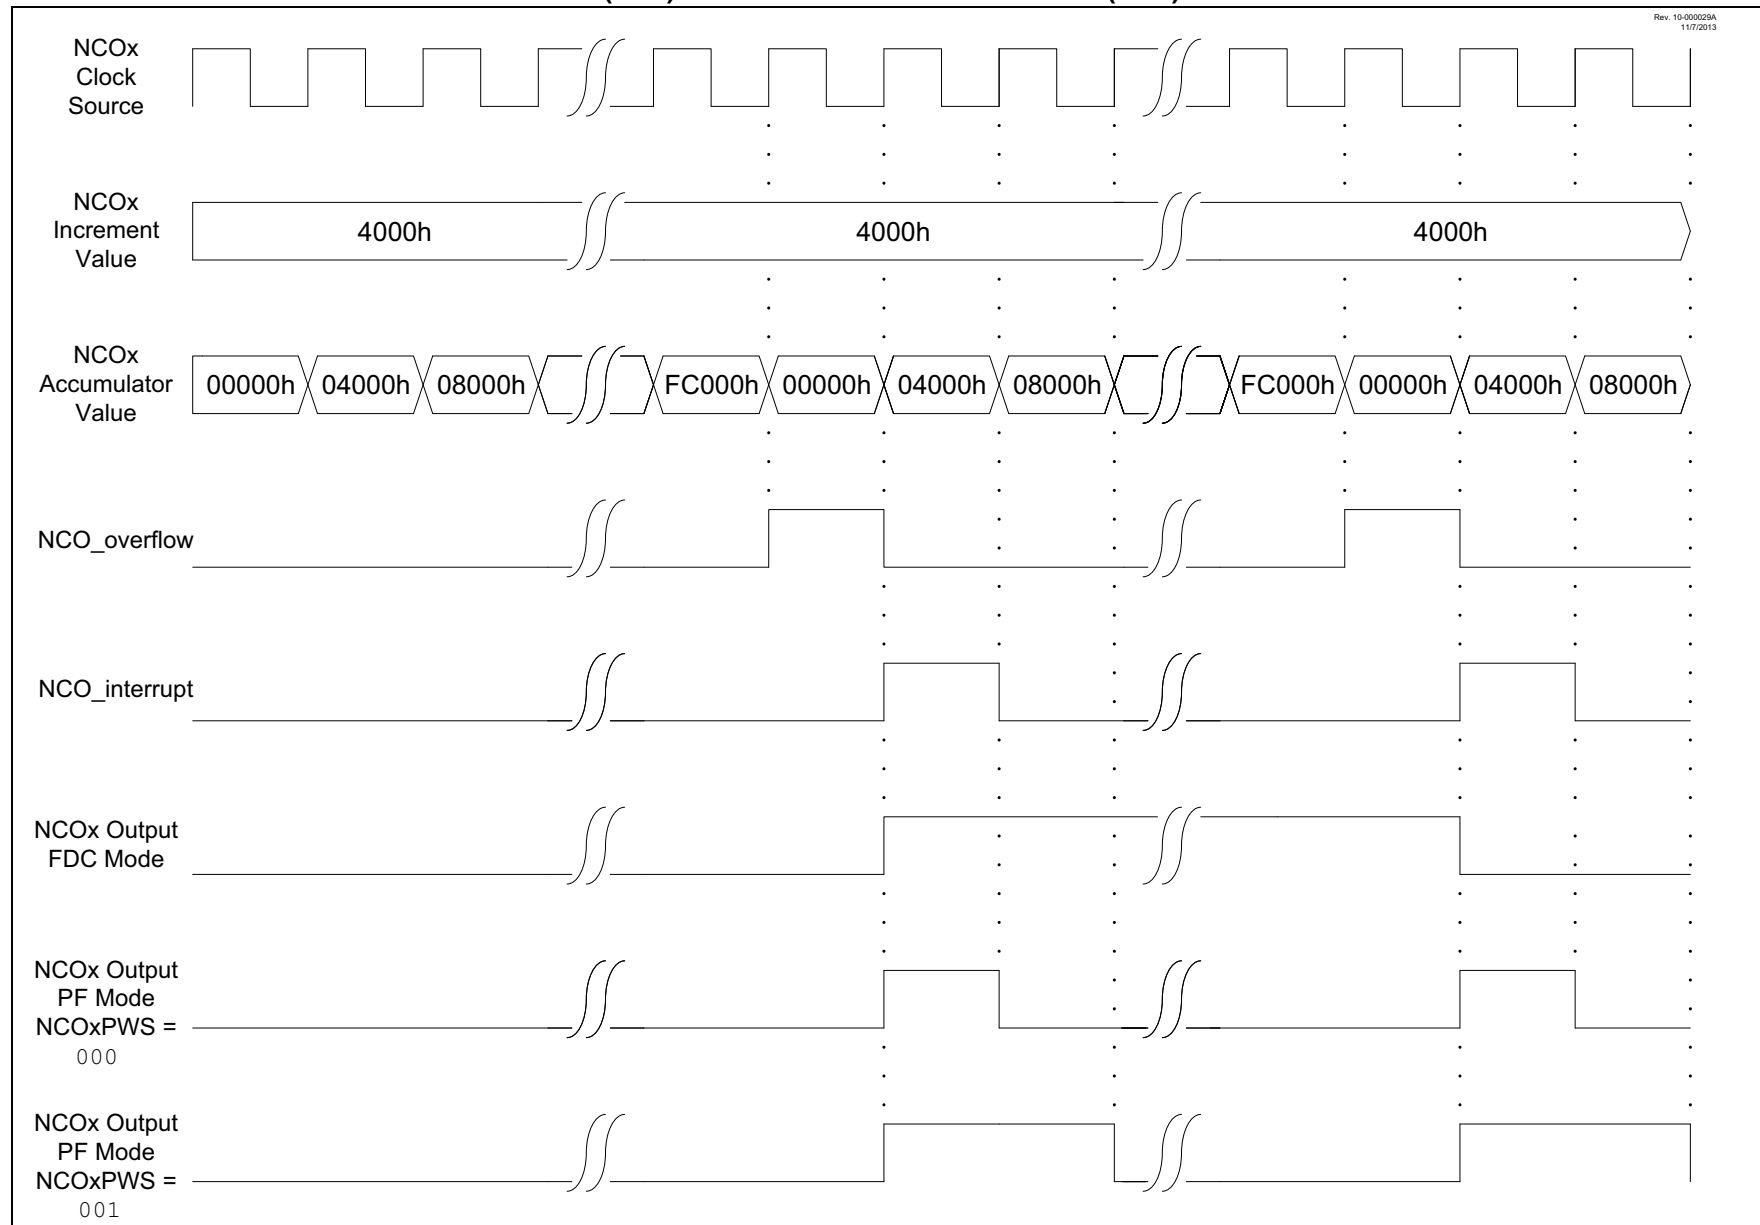 Rev. 10-000029A
11/7/2013
NCOx
Clock
Source
NCOx
Increment
Value
4000h 4000h 4000h
NCOx
Accumulator
Value
00000h 04000h 08000h FC000h 00000h 04000h 08000h FC000h 00000h 04000h 08000h
NCO_overflow
NCO_interrupt
NCOx Output
FDC Mode
NCOx Output
PF Mode
NCOxPWS =
000
NCOx Output
PF Mode
NCOxPWS =
001